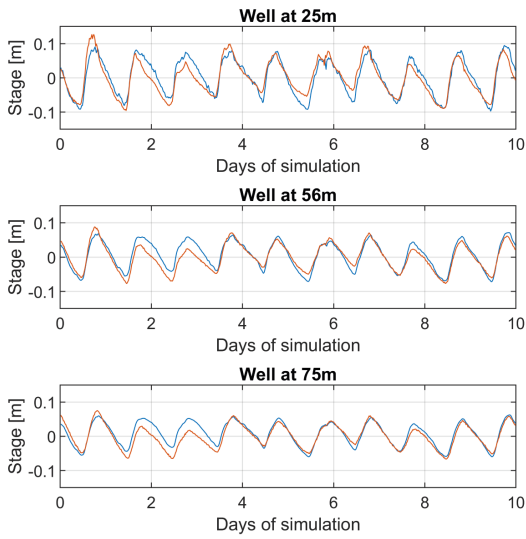 Well at 25m
0.1
0
-0.1
Stage [m]
0 2 4 6 8 10
Days of simulation
Well at 56m
0.1
0
-0.1
Stage [m]
0 2 4 6 8 10
Days of simulation
Well at 75m
0.1
0
-0.1
Stage [m]
0 2 4 6 8 10
Days of simulation